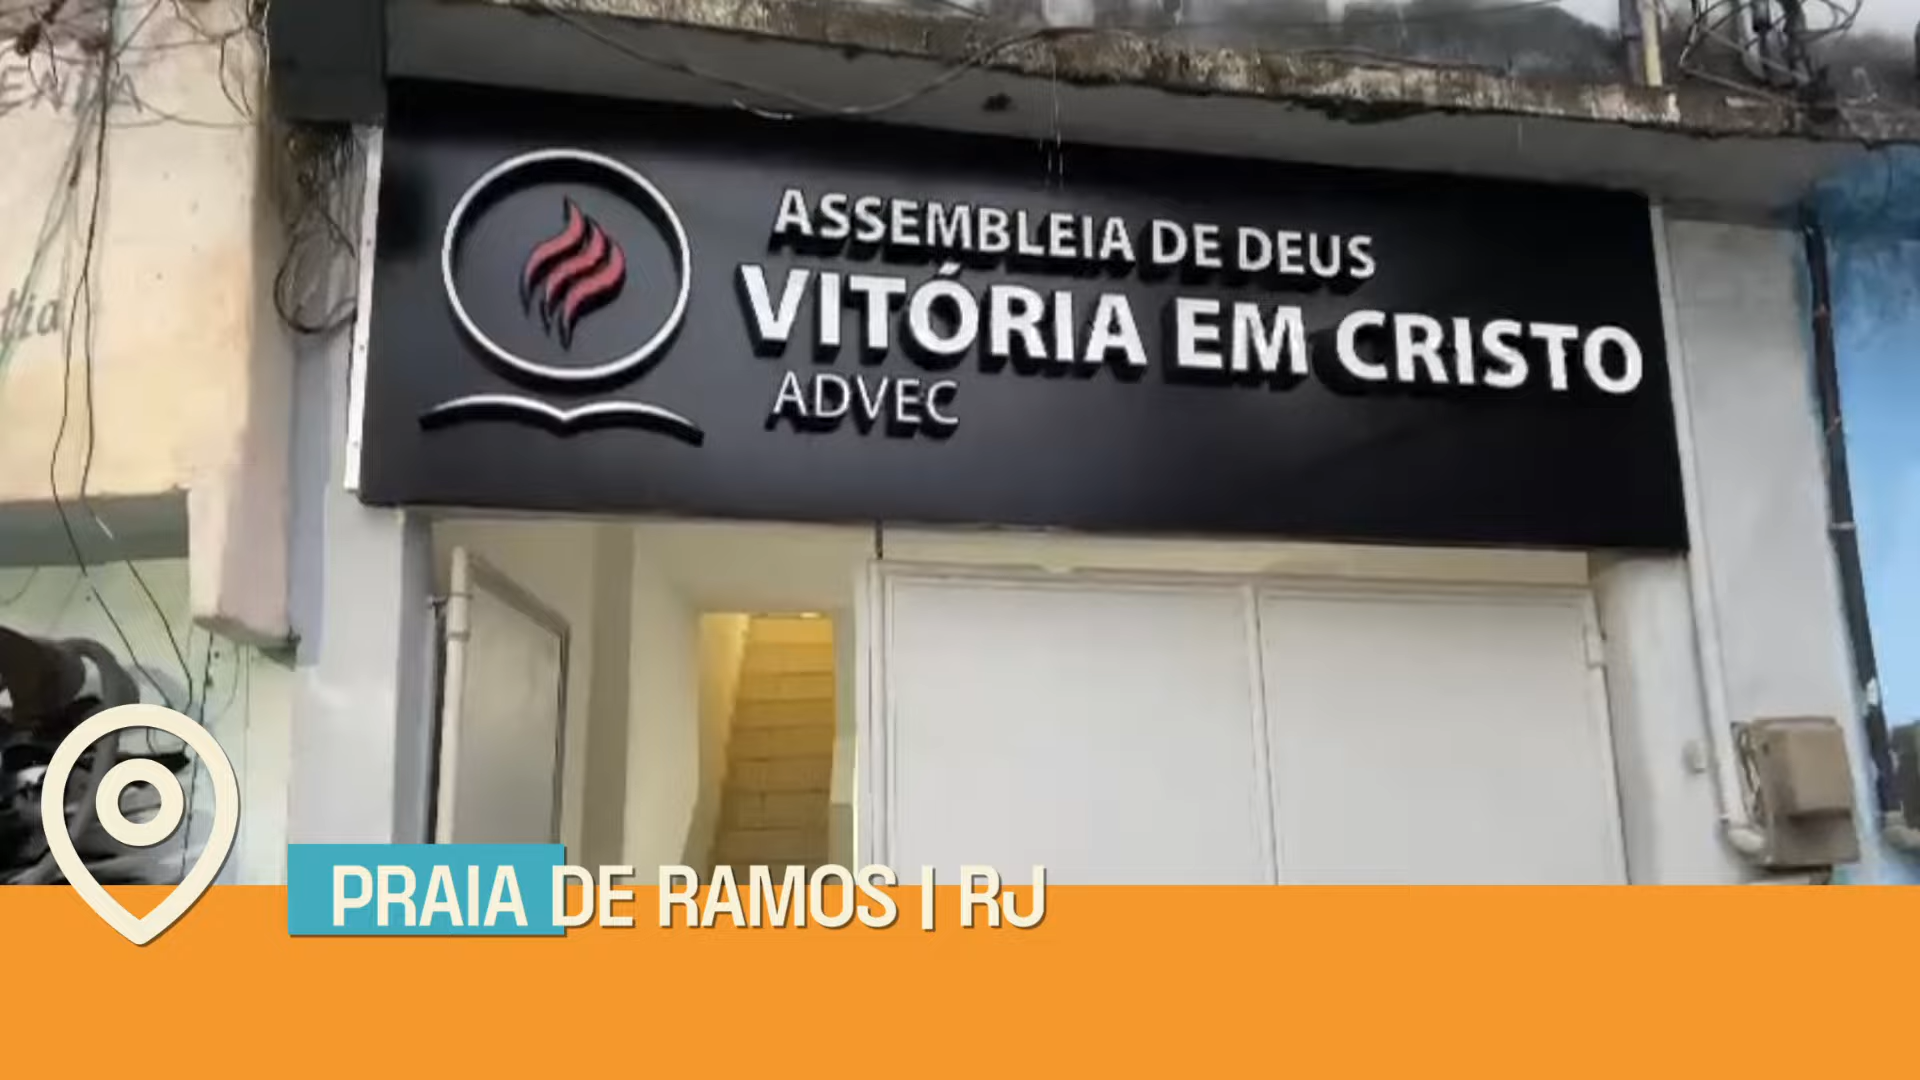 ASSEMBLEIA DE DEUS
VITÓRIA EM CRISTO
ADVEC
PRAIA DE RAMOS | RJ